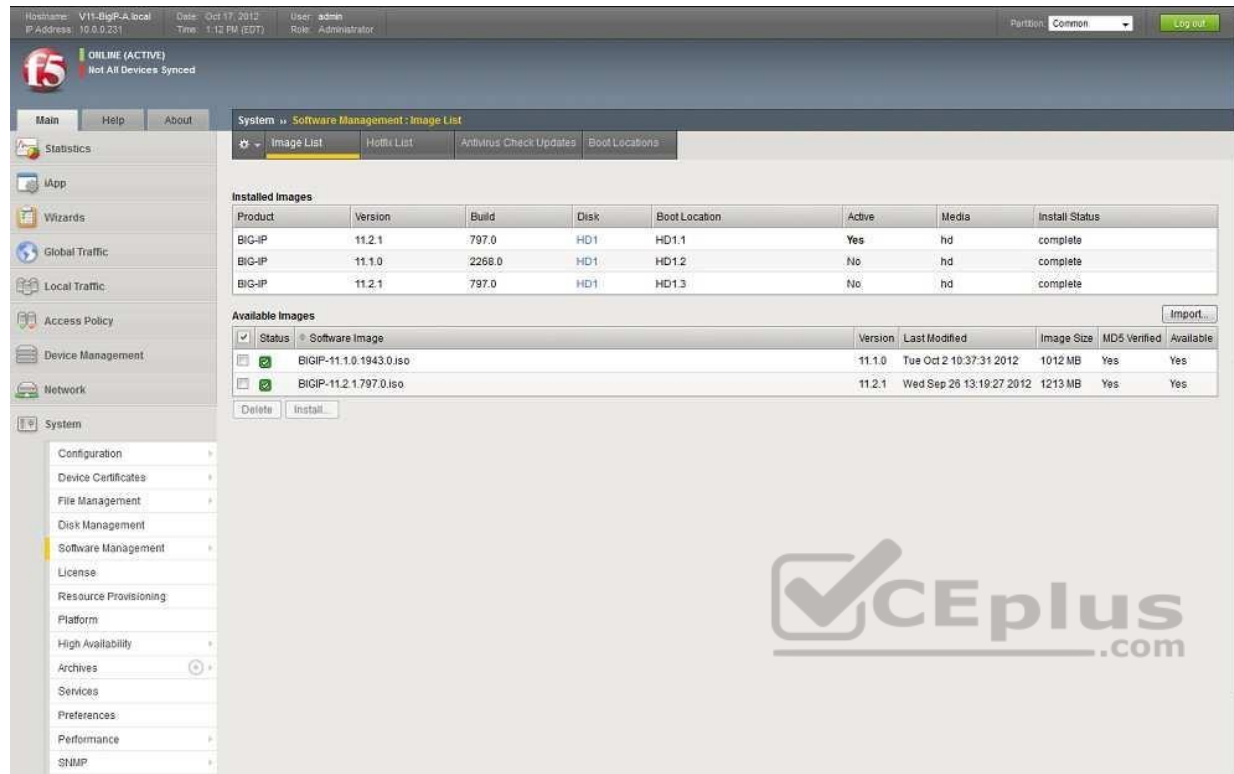 Hostname: V11-BigIP-A.local Date: Oct 17, 2012 User: admin
IP Address: 10.0.0.231 Time: 1:12 PM (EDT) Role: Administrator
Partition: Common Log out
f5
ONLINE (ACTIVE)
Not All Devices Synced
Main Help About
System Software Management : Image List
Image List Hotfix List Antivirus Check Updates Boot Locations
Statistics
iApp
Wizards
Global Traffic
Local Traffic
Access Policy
Device Management
Network
System
Configuration
Device Certificates
File Management
Disk Management
Software Management
License
Resource Provisioning
Platform
High Availability
Archives
Services
Preferences
Performance
SNMP
Installed Images
Product Version Build Disk Boot Location Active Media Install Status
BIG-IP 11.2.1 797.0 HD1 HD1.1 Yes hd complete
BIG-IP 11.1.0 2268.0 HD1 HD1.2 No hd complete
BIG-IP 11.2.1 797.0 HD1 HD1.3 No hd complete
Available Images Import...
Status Software Image Version Last Modified Image Size MD5 Verified Available
BIGIP-11.1.0.1943.0.iso 11.1.0 Tue Oct 2 10:37:31 2012 1012 MB Yes Yes
BIGIP-11.2.1.797.0.iso 11.2.1 Wed Sep 26 13:19:27 2012 1213 MB Yes Yes
Delete Install...
VCEplus
.com